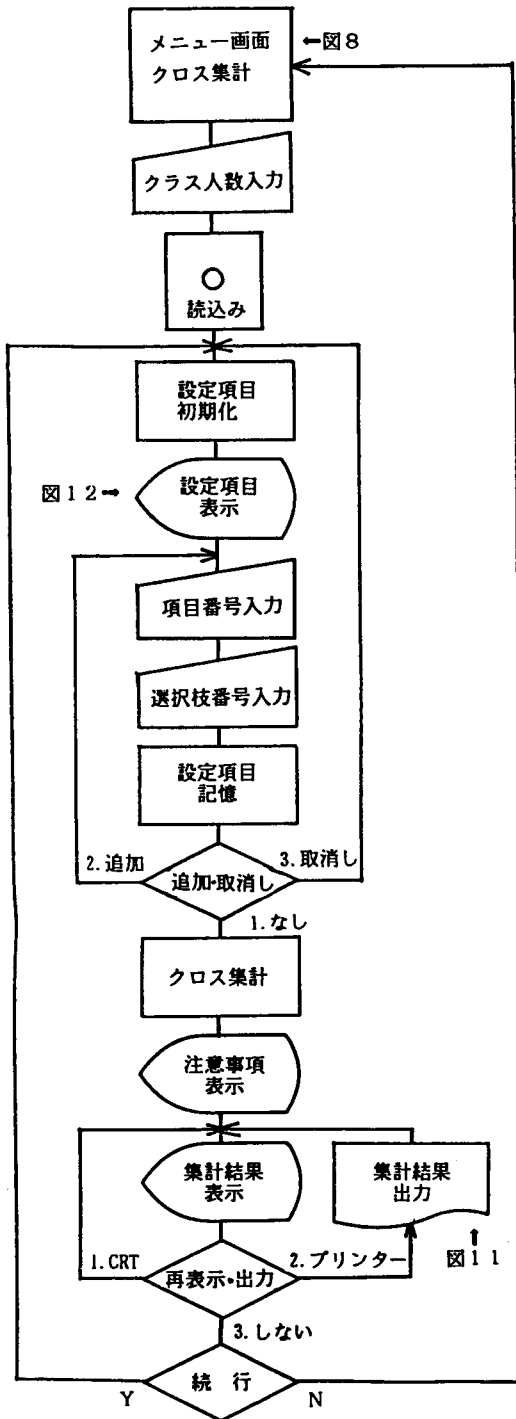 メニュー画面
クロス集計
←図8
クラス人数入力
読込み
設定項目
初期化
図12→
設定項目
表示
項目番号入力
選択枝番号入力
設定項目
記憶
2.追加
追加・取消し
3.取消し
1.なし
クロス集計
注意事項
表示
集計結果
表示
集計結果
出力
1.CRT
再表示・出力
2.プリンター
↑
図11
3.しない
Y
続行
N